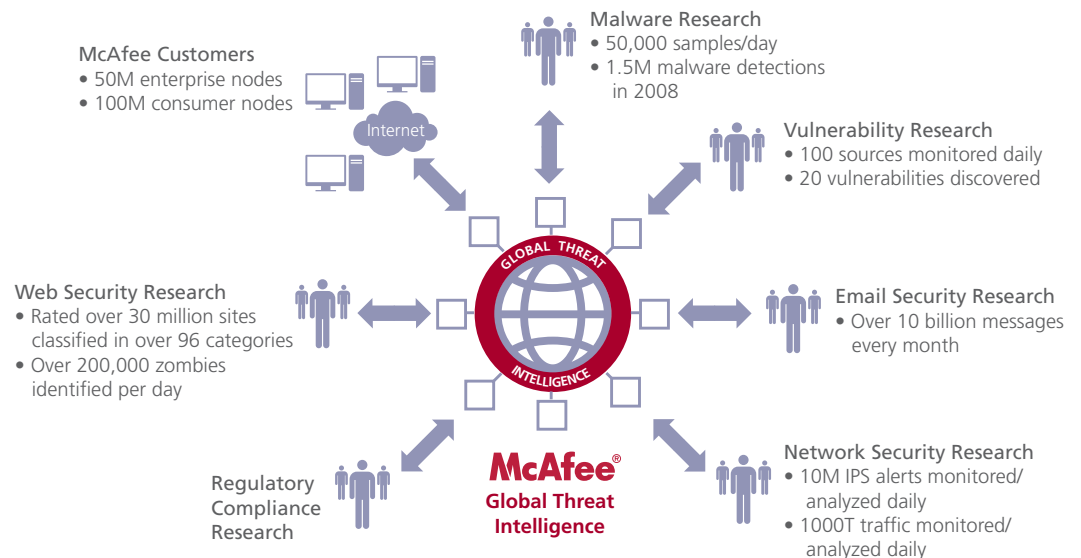 McAfee Customers
• 50M enterprise nodes
• 100M consumer nodes
Internet
Malware Research
• 50,000 samples/day
• 1.5M malware detections
in 2008
Vulnerability Research
• 100 sources monitored daily
• 20 vulnerabilities discovered
GLOBAL THREAT
INTELLIGENCE
Web Security Research
• Rated over 30 million sites
classified in over 96 categories
• Over 200,000 zombies
identified per day
Email Security Research
• Over 10 billion messages
every month
Regulatory
Compliance
Research
McAfee®
Global Threat
Intelligence
Network Security Research
• 10M IPS alerts monitored/
analyzed daily
• 1000T traffic monitored/
analyzed daily